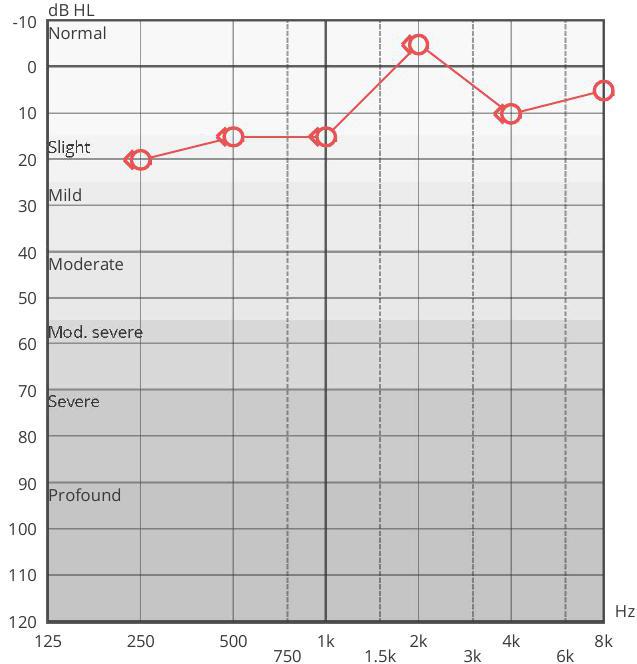 dB HL
-10
Normal
0
10
Slight
20
Mild
30
40
Moderate
50
Mod. severe
60
70
Severe
80
90
Profound
100
110
120
Hz
125 250 500 1k 2k 4k 8k
750 1.5k 3k 6k